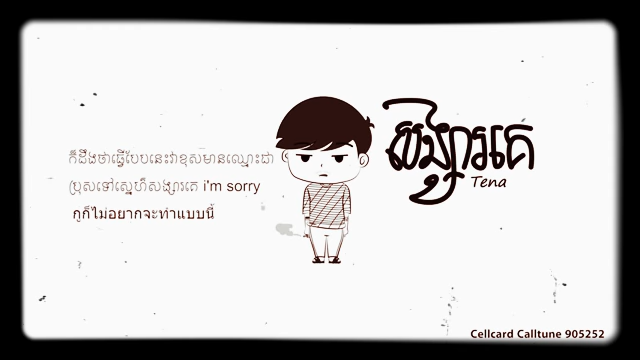 ក៏ដឹងថាធ្វើបែបនេះវាខុសមានឈ្មោះជា
ប្រុសទៅស្នេហ៍សង្សារគេ i'm sorry
กูก็ไม่อยากจะทำแบบนี้
សង្សារគេ
Tena
Cellcard Calltune 905252